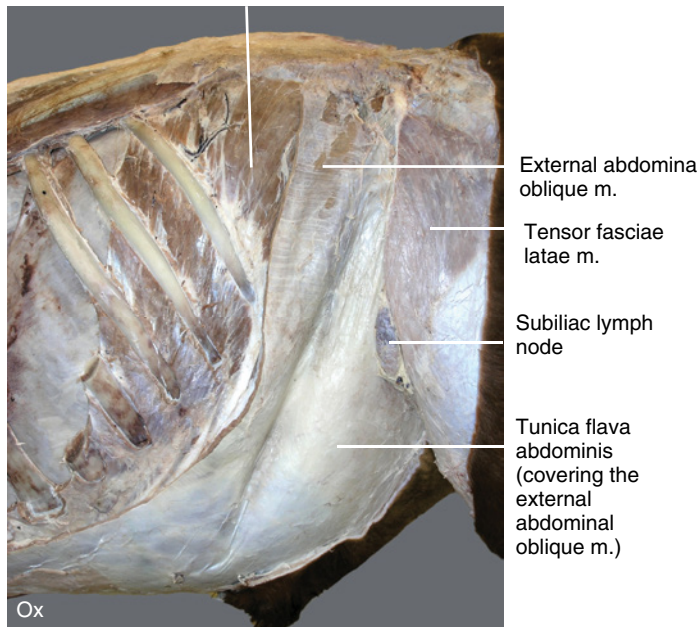 External abdomina
oblique m.
Tensor fasciae
latae m.
Subiliac lymph
node
Tunica flava
abdominis
(covering the
external
abdominal
oblique m.)
Ox